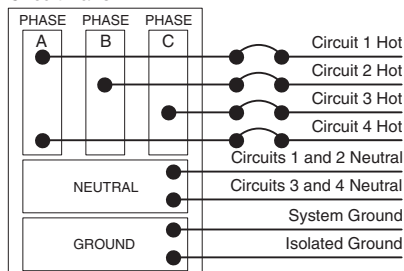 PHASE PHASE PHASE
A B C
Circuit 1 Hot
Circuit 2 Hot
Circuit 3 Hot
Circuit 4 Hot
Circuits 1 and 2 Neutral
NEUTRAL
Circuits 3 and 4 Neutral
System Ground
GROUND
Isolated Ground